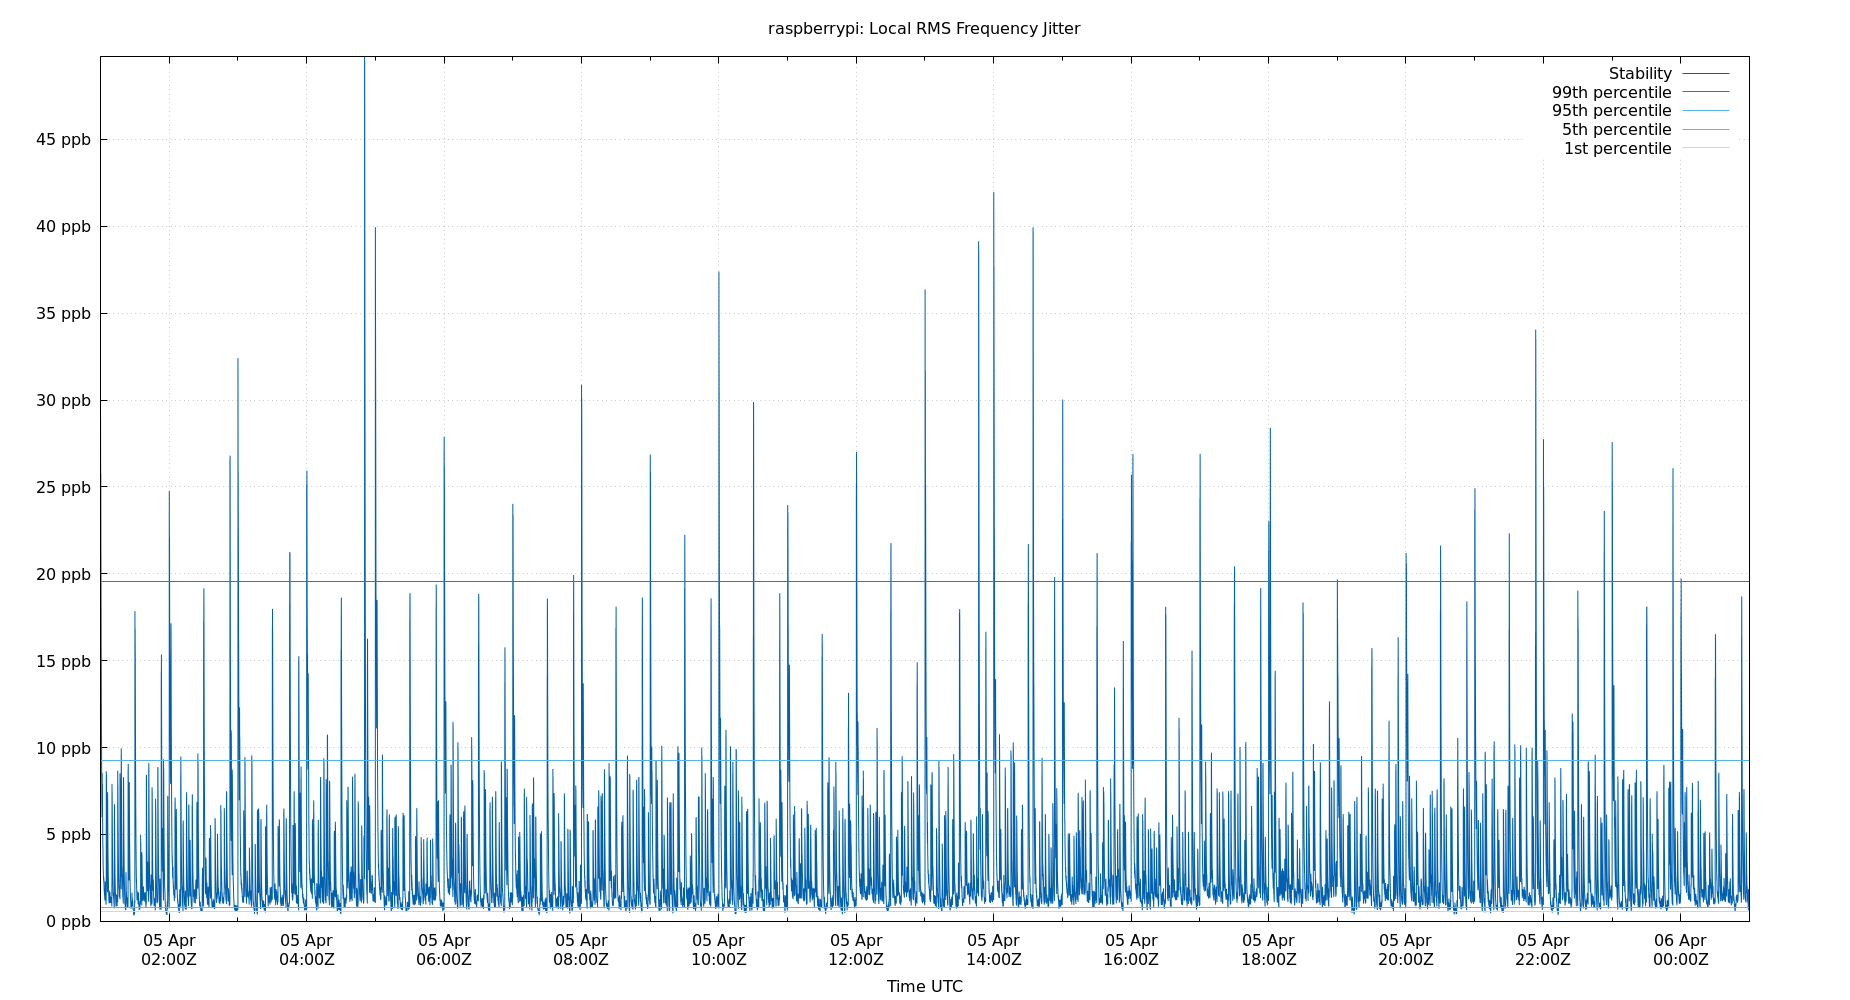 raspberrypi: Local RMS Frequency Jitter
Stability
99th percentile
95th percentile
5th percentile
1st percentile
45 ppb
40 ppb
35 ppb
30 ppb
25 ppb
20 ppb
15 ppb
10 ppb
5 ppb
0 ppb
05 Apr 05 Apr 05 Apr 05 Apr 05 Apr 05 Apr 05 Apr 05 Apr 05 Apr 05 Apr 05 Apr 06 Apr
02:00Z 04:00Z 06:00Z 08:00Z 10:00Z 12:00Z 14:00Z 16:00Z 18:00Z 20:00Z 22:00Z 00:00Z
Time UTC